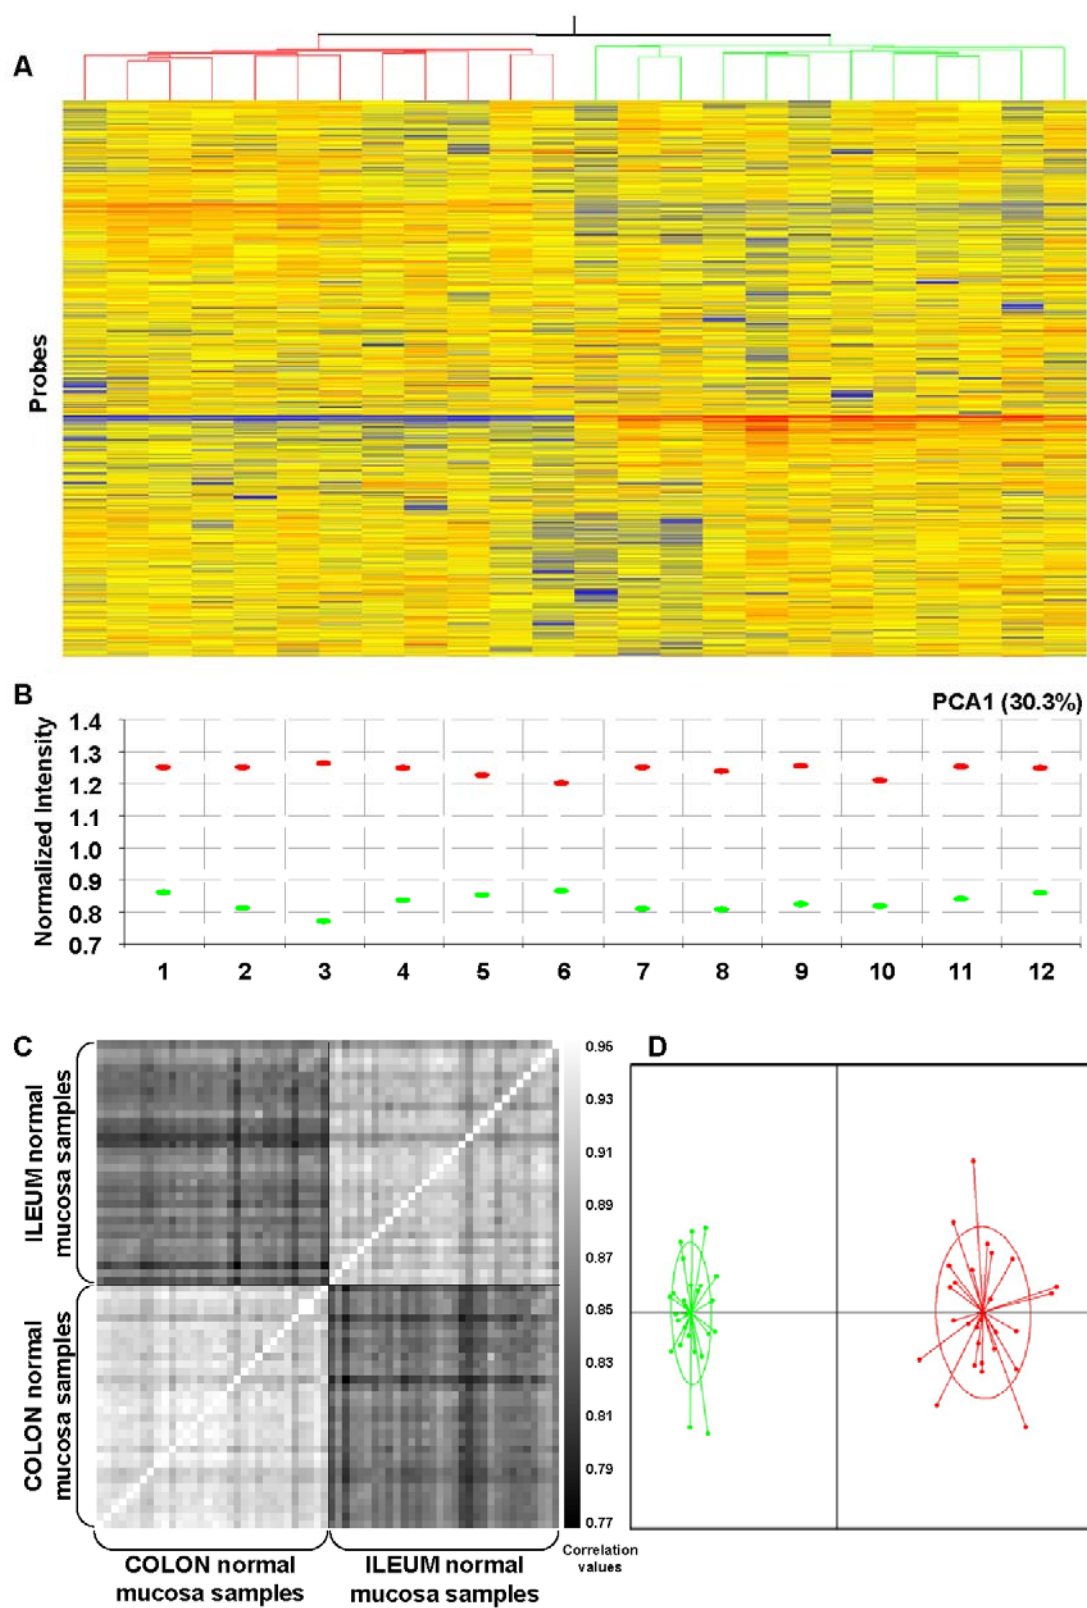 A
Probes
B
PCA1 (30.3%)
Normalized Intensity
1.4
1.3
1.2
1.1
1.0
0.9
0.8
0.7
1 2 3 4 5 6 7 8 9 10 11 12
C
D
ILEUM normal
mucosa samples
COLON normal
mucosa samples
0.95
0.93
0.91
0.89
0.87
0.85
0.83
0.81
0.79
0.77
Correlation
values
COLON normal
mucosa samples
ILEUM normal
mucosa samples